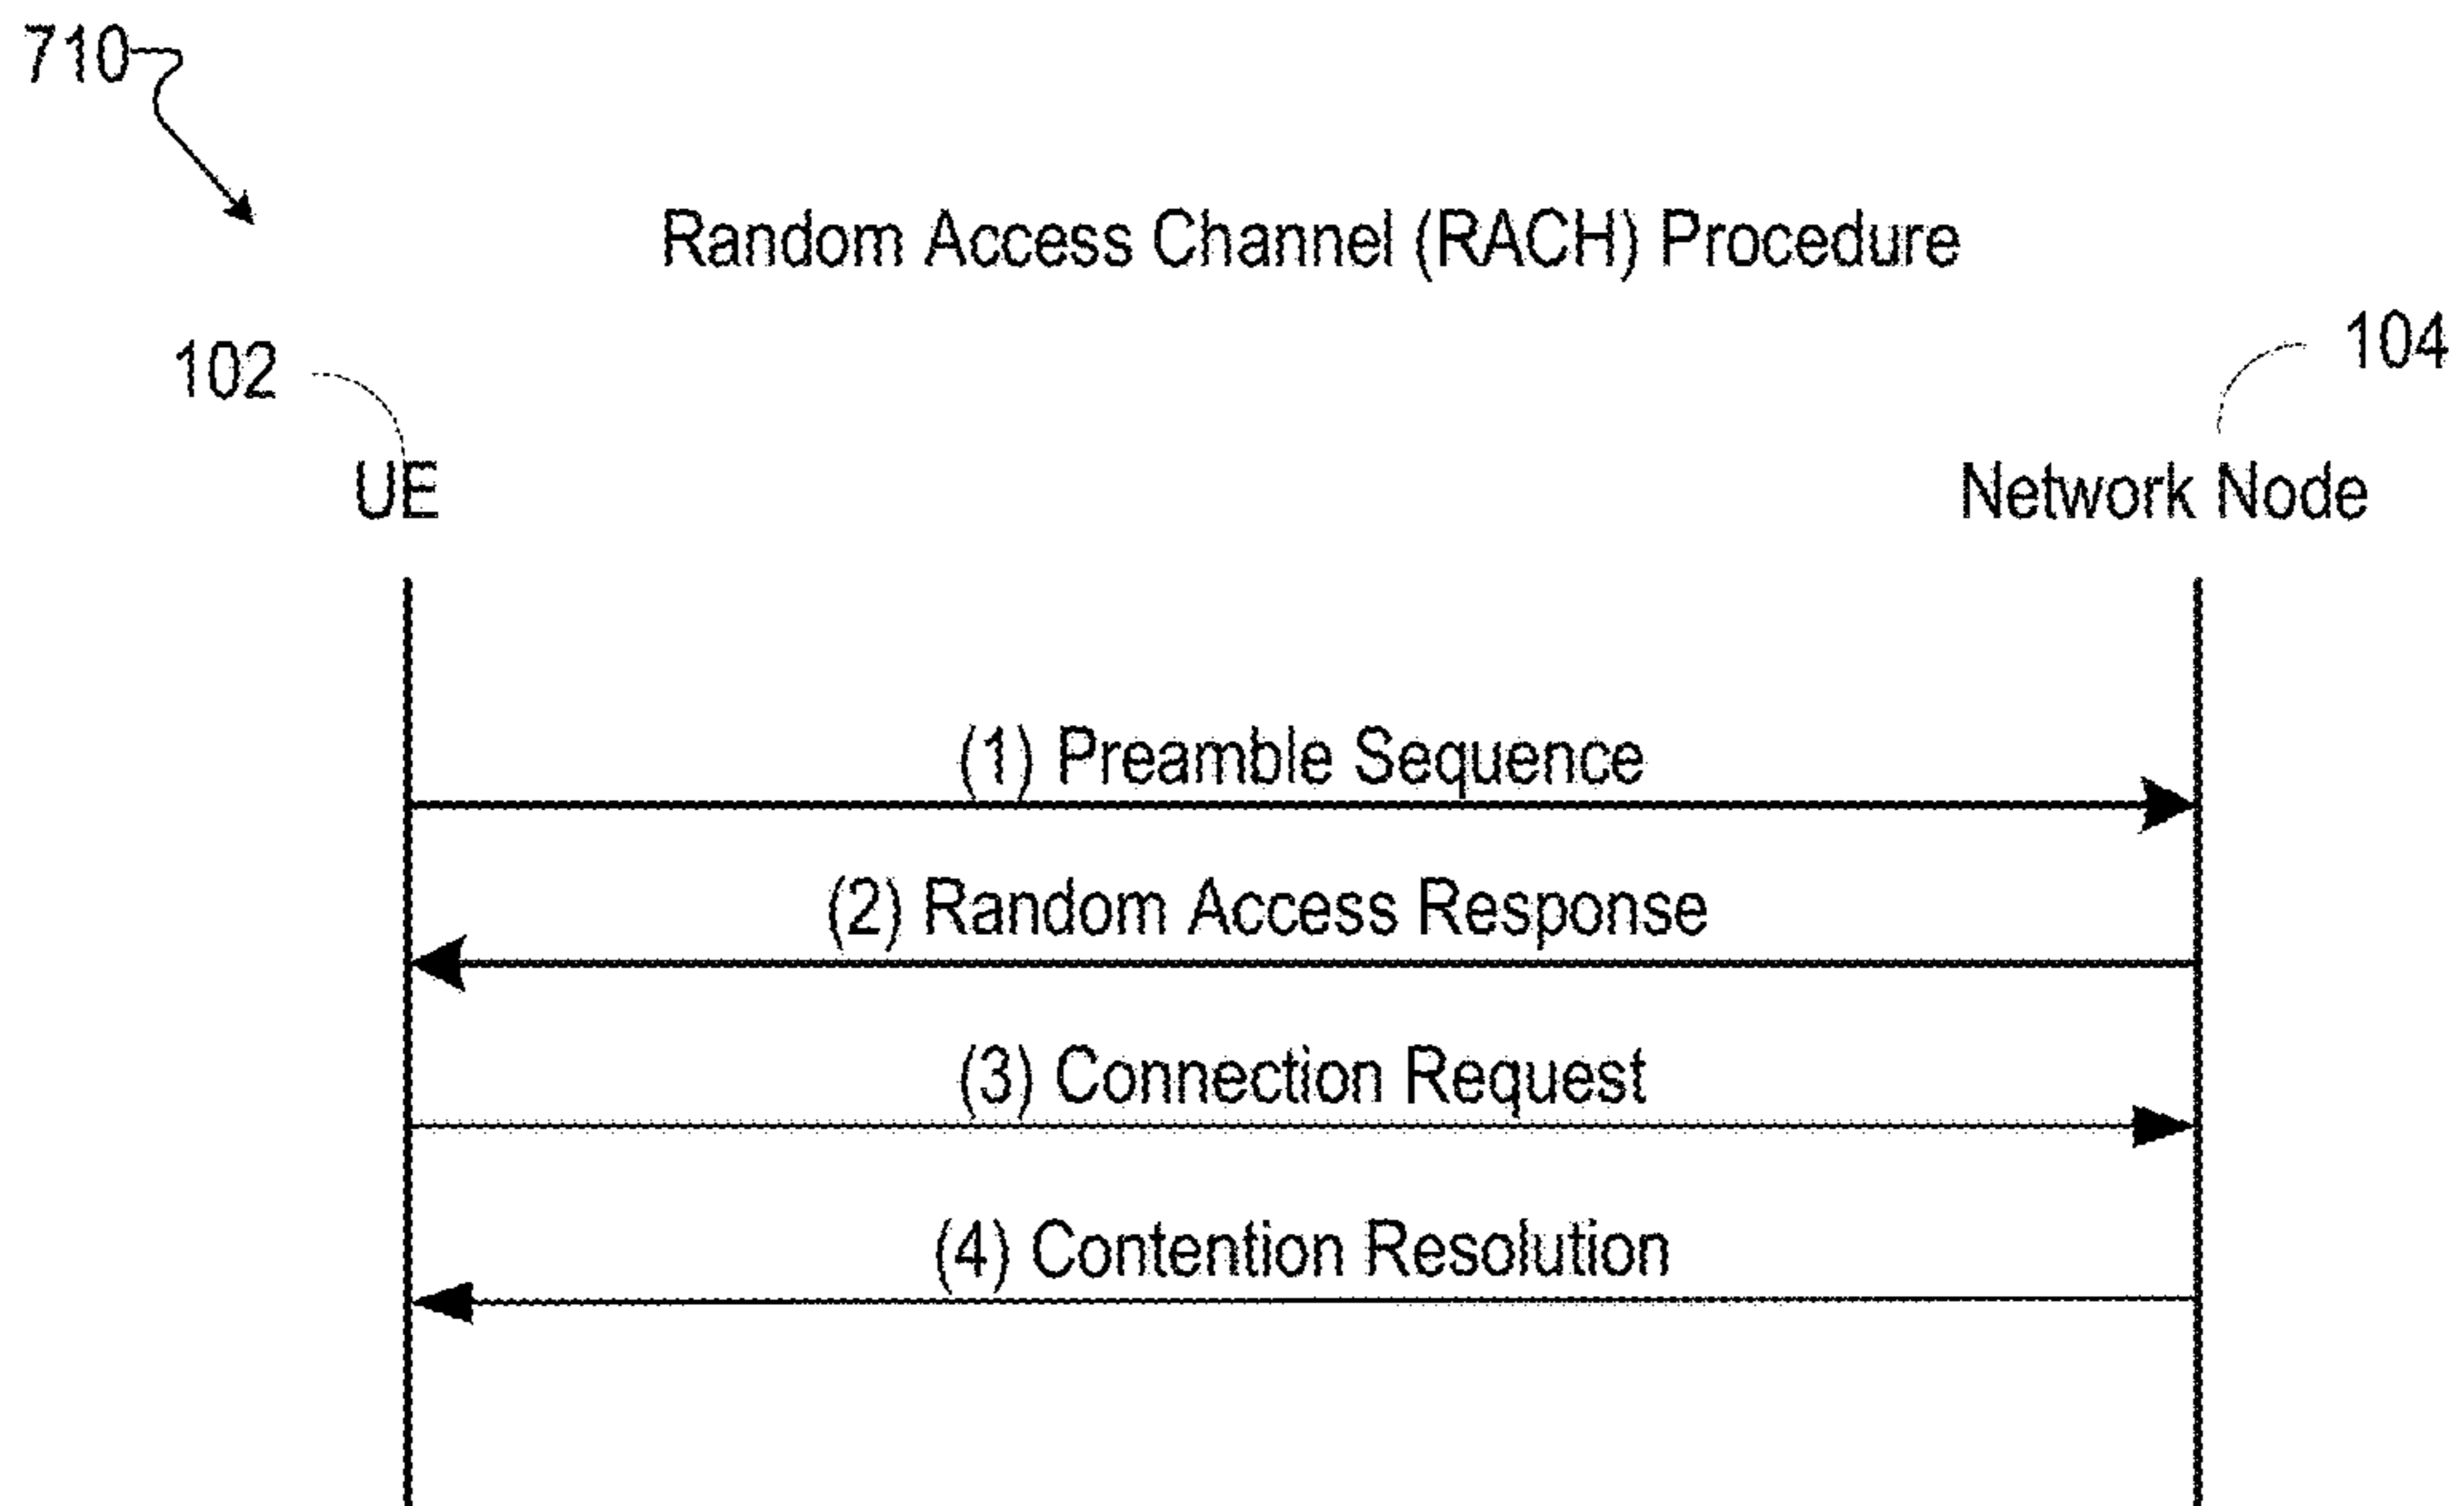 710
Random Access Channel (RACH) Procedure
102
104
UE
Network Node
(1) Preamble Sequence
(2) Random Access Response
(3) Connection Request
(4) Contention Resolution